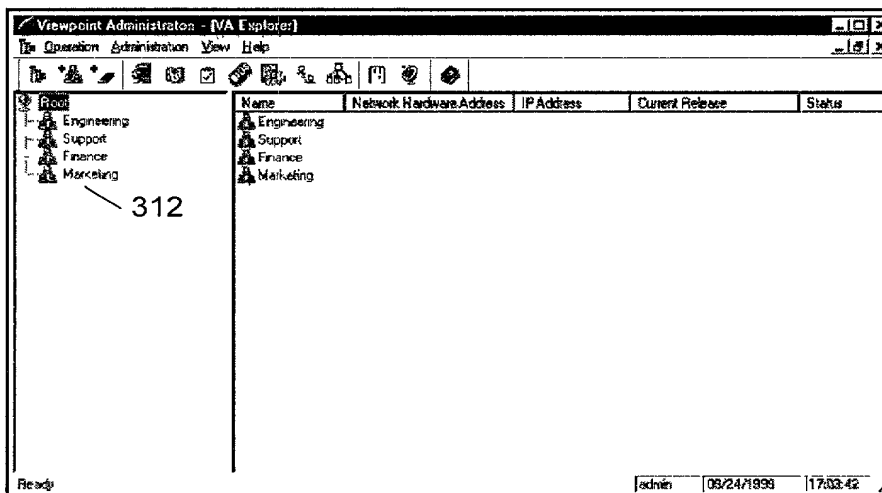 Viewpoint Administrator - [VA Explorer]
Operation Administration View Help
Root
Engineering
Support
Finance
Marketing
312
Name Network Hardware Address IP Address Current Release Status
Engineering
Support
Finance
Marketing
Ready admin 09/24/1999 17:03:42